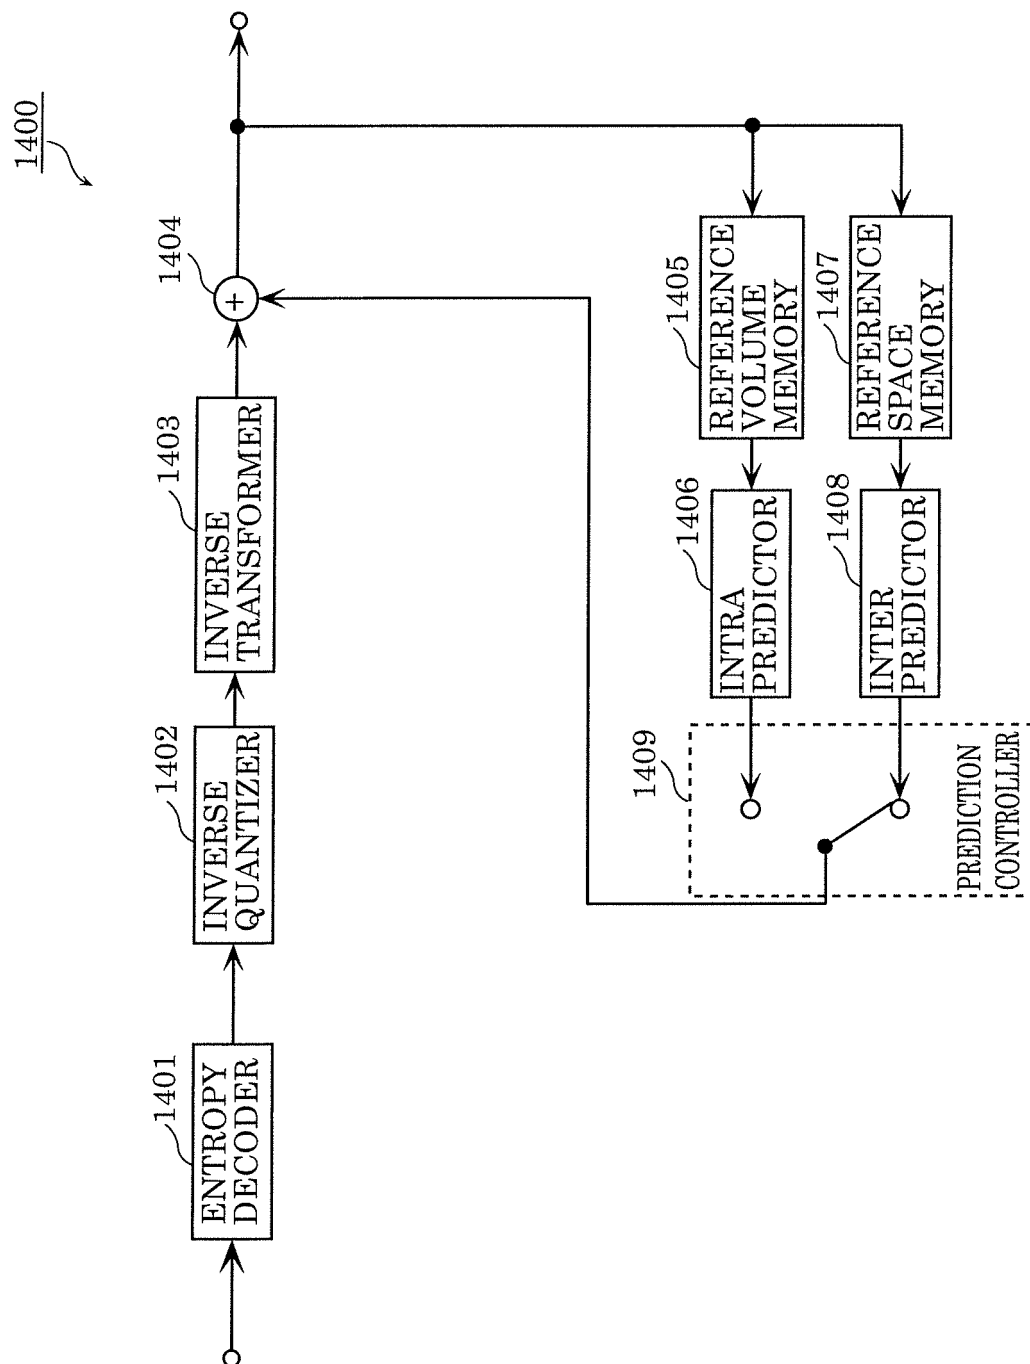 1400
1401
ENTROPY
DECODER
1402
INVERSE
QUANTIZER
1403
INVERSE
TRANSFORMER
1404
+
1405
REFERENCE
VOLUME
MEMORY
1406
INTRA
PREDICTOR
1407
REFERENCE
SPACE
MEMORY
1408
INTER
PREDICTOR
1409
PREDICTION
CONTROLLER